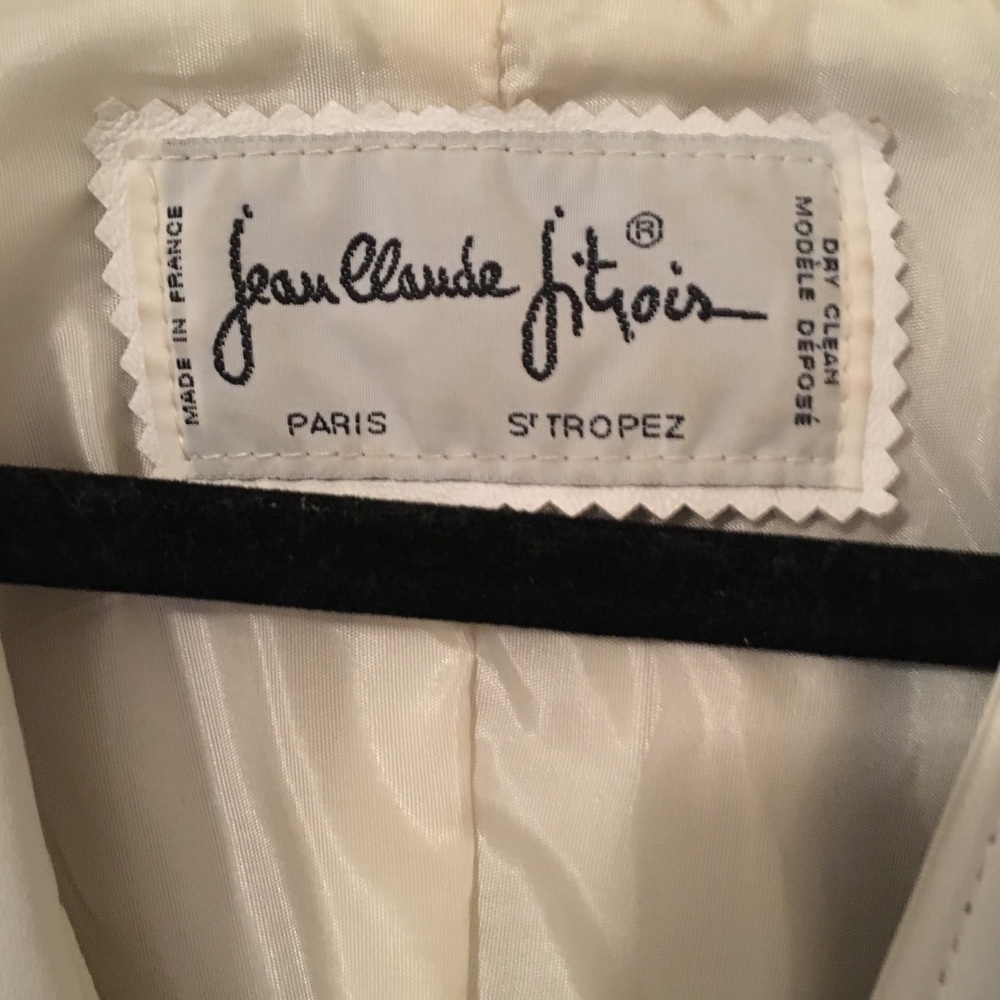 MADE IN FRANCE
Jean Claude Jitrois ®
PARIS ST TROPEZ
DRY CLEAN
MODÈLE DÉPOSÉ